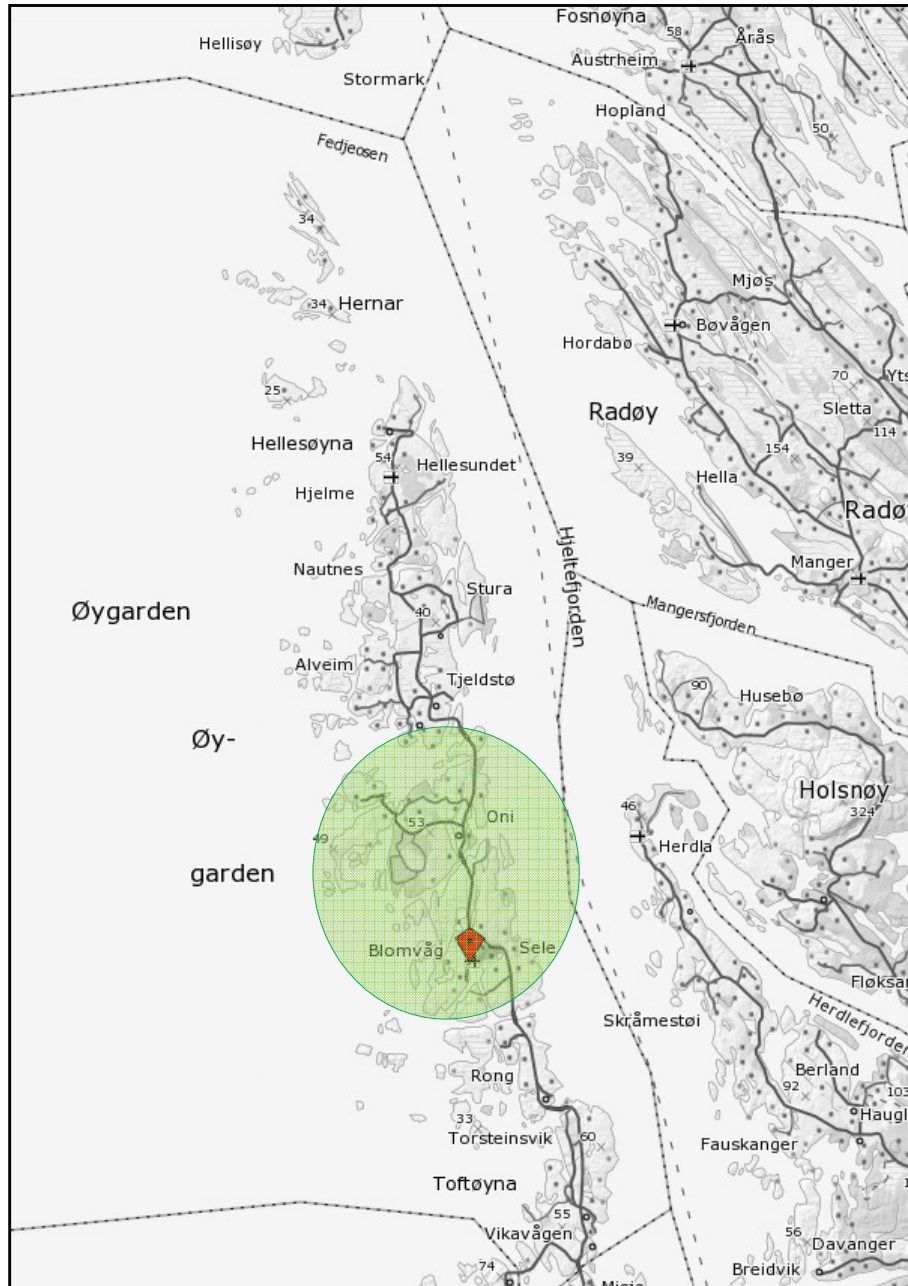 Fosnøyna
58
Årås
Hellisøy
Austrheim
Stormark
Hopland
50
Fedjeosen
34
Mjøs
34
Hernar
Bøvågen
Hordabø
25
70
Radøy
Sletta
114
Hellesøyna
54
Hellesundet
39
154
Hella
Hjelme
Radø
Hjeltefjorden
Nautnes
Manger
Stura
Øygarden
40
Mangersfjorden
Alveim
Tjeldstø
90
Husebø
Øy-
Holsnøy
46
324
53
Oni
49
Herdla
garden
Blomvåg
Sele
Fløksan
Skråmestøi
Herdlefjorden
Berland
Rong
92
103
Haugl
33
Torsteinsvik
60
Fauskanger
Toftøyna
55
Vikavågen
56
Davanger
74
Breidvik